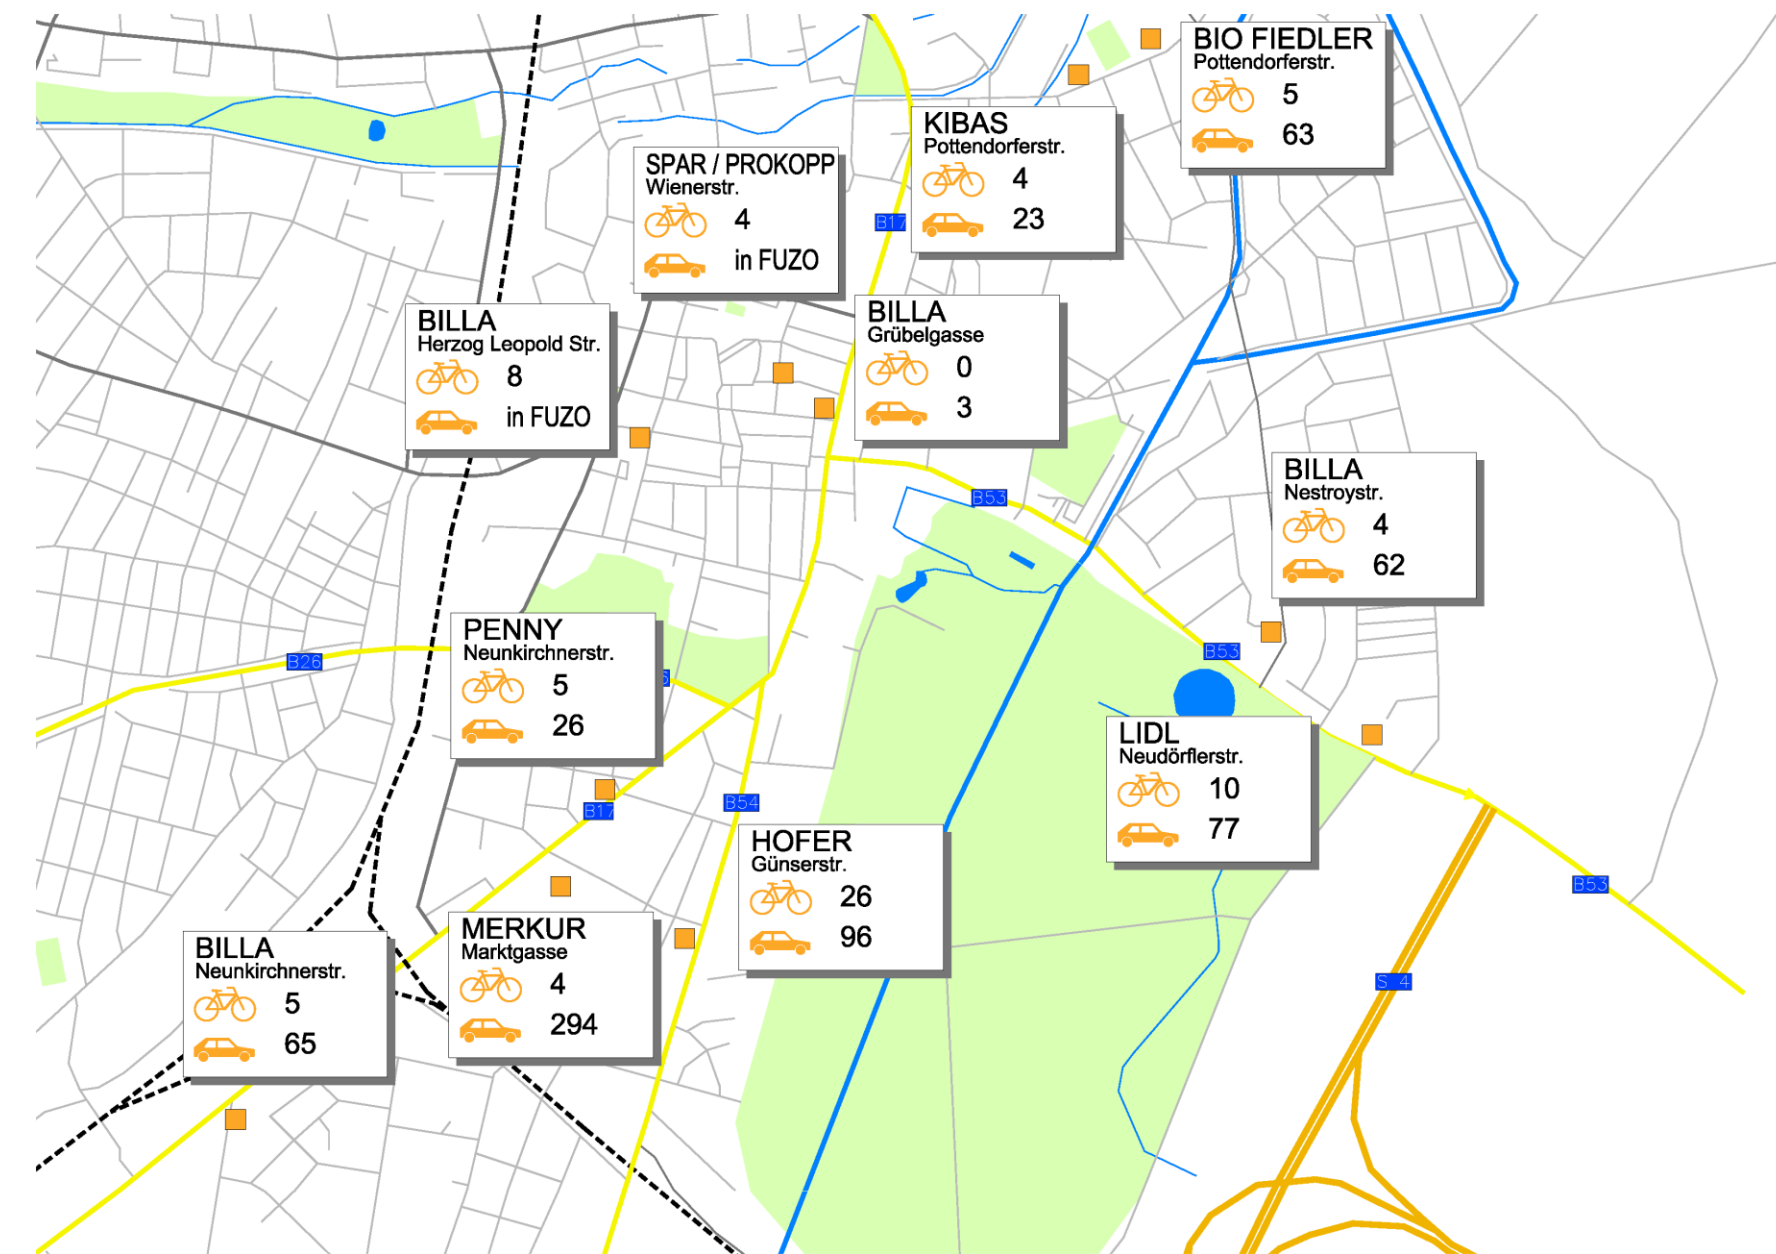 BIO FIEDLER
Pottendorferstr.
5
63
KIBAS
Pottendorferstr.
4
23
SPAR / PROKOPP
Wienerstr.
4
in FUZO
B17
BILLA
Grübelgasse
0
3
BILLA
Herzog Leopold Str.
8
in FUZO
BILLA
Nestroystr.
4
62
B53
PENNY
Neunkirchnerstr.
5
26
B26
B53
LIDL
Neudörflerstr.
10
77
B17
B54
HOFER
Günserstr.
26
96
B53
MERKUR
Marktgasse
4
294
BILLA
Neunkirchnerstr.
5
65
S 4